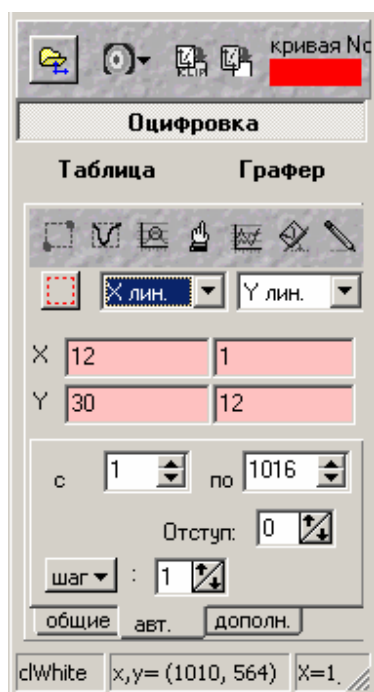 кривая No
Оцифровка
Таблица Графер
X лин. Y лин.
X 12 1
Y 30 12
с 1 по 1016
Отступ: 0
шаг : 1
общие авт. дополн.
clWhite x,y= (1010, 564) X=1.